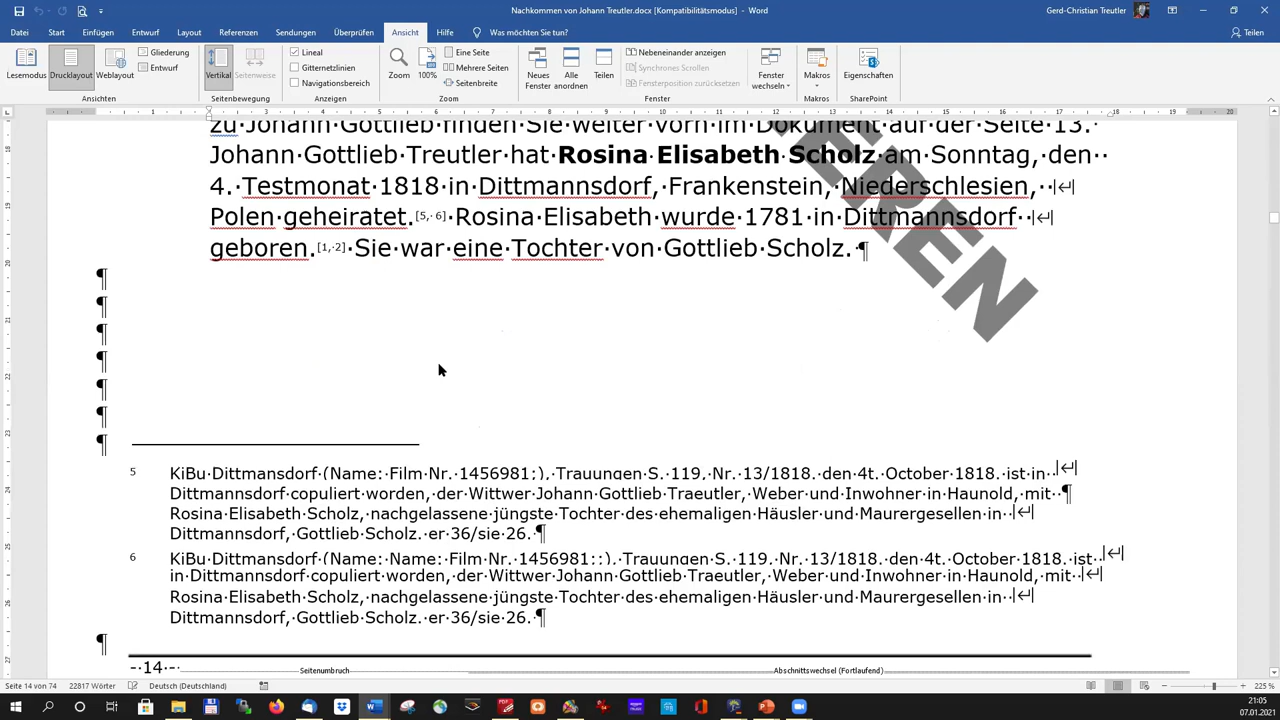 Nachkommen von Johann Treutler.docx [Kompatibilitätsmodus] - Word
Gerd-Christian Treutler
Datei Start Einfügen Entwurf Layout Referenzen Sendungen Überprüfen Ansicht Hilfe Was möchten Sie tun? Teilen
Lesemodus Drucklayout Weblayout Gliederung Entwurf
Ansichten
Vertikal Seitenweise
Seitenbewegung
Lineal
Gitternetzlinien
Navigationsbereich
Anzeigen
Zoom 100% Eine Seite
Mehrere Seiten
Seitenbreite
Zoom
Neues Fenster Alle anordnen Teilen
Nebeneinander anzeigen
Synchrones Scrollen
Fensterposition zurücksetzen
Fenster wechseln
Fenster
Makros
Makros
Eigenschaften
SharePoint
zu Johann Gottlieb finden Sie weiter vorn im Dokument auf der Seite 13.
Johann Gottlieb Treutler hat Rosina Elisabeth Scholz am Sonntag, den
4. Testmonat 1818 in Dittmannsdorf, Frankenstein, Niederschlesien,
Polen geheiratet.[5, 6] Rosina Elisabeth wurde 1781 in Dittmannsdorf
geboren.[1, 2] Sie war eine Tochter von Gottlieb Scholz. ¶
EREN
5 KiBu Dittmansdorf (Name: Film Nr. 1456981;), Trauungen S. 119, Nr. 13/1818. den 4t. October 1818. ist in
Dittmannsdorf copuliert worden, der Wittwer Johann Gottlieb Traeutler, Weber und Inwohner in Haunold, mit ¶
Rosina Elisabeth Scholz, nachgelassene jüngste Tochter des ehemaligen Häusler und Maurergesellen in
Dittmannsdorf, Gottlieb Scholz. er 36/sie 26. ¶
6 KiBu Dittmansdorf (Name: Name: Film Nr. 1456981;;), Trauungen S. 119, Nr. 13/1818. den 4t. October 1818. ist
in Dittmannsdorf copuliert worden, der Wittwer Johann Gottlieb Traeutler, Weber und Inwohner in Haunold, mit
Rosina Elisabeth Scholz, nachgelassene jüngste Tochter des ehemaligen Häusler und Maurergesellen in
Dittmannsdorf, Gottlieb Scholz. er 36/sie 26. ¶
- 14 -
Seitenumbruch Abschnittswechsel (Fortlaufend)
Seite 14 von 74 22817 Wörter Deutsch (Deutschland) 225 %
21:05
07.01.2021